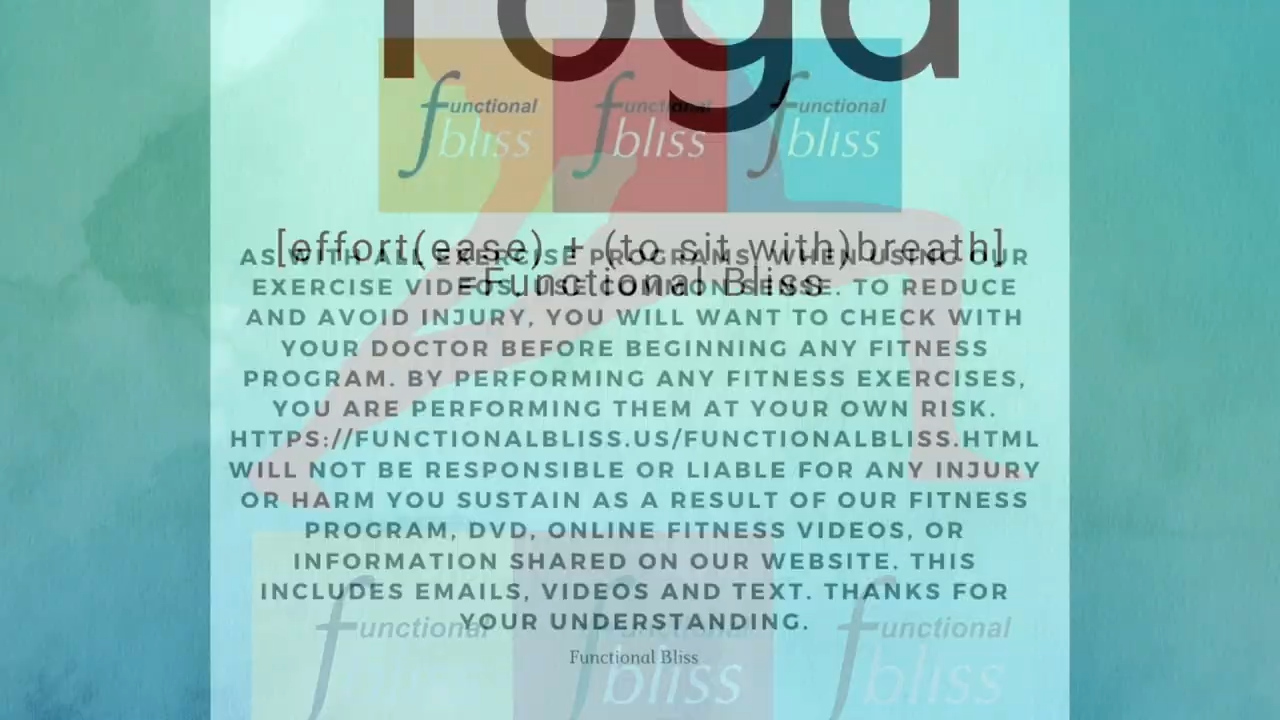 Yoga
functional functional functional
bliss bliss bliss
[effort(ease) + (to sit with)breath]
=Functional Bliss
AS WITH ALL EXERCISE PROGRAMS, WHEN USING OUR
EXERCISE VIDEOS, USE COMMON SENSE. TO REDUCE
AND AVOID INJURY, YOU WILL WANT TO CHECK WITH
YOUR DOCTOR BEFORE BEGINNING ANY FITNESS
PROGRAM. BY PERFORMING ANY FITNESS EXERCISES,
YOU ARE PERFORMING THEM AT YOUR OWN RISK.
HTTPS://FUNCTIONALBLISS.US/FUNCTIONALBLISS.HTML
WILL NOT BE RESPONSIBLE OR LIABLE FOR ANY INJURY
OR HARM YOU SUSTAIN AS A RESULT OF OUR FITNESS
PROGRAM, DVD, ONLINE FITNESS VIDEOS, OR
INFORMATION SHARED ON OUR WEBSITE. THIS
INCLUDES EMAILS, VIDEOS AND TEXT. THANKS FOR
YOUR UNDERSTANDING.
functional functional functional
Functional Bliss
bliss bliss